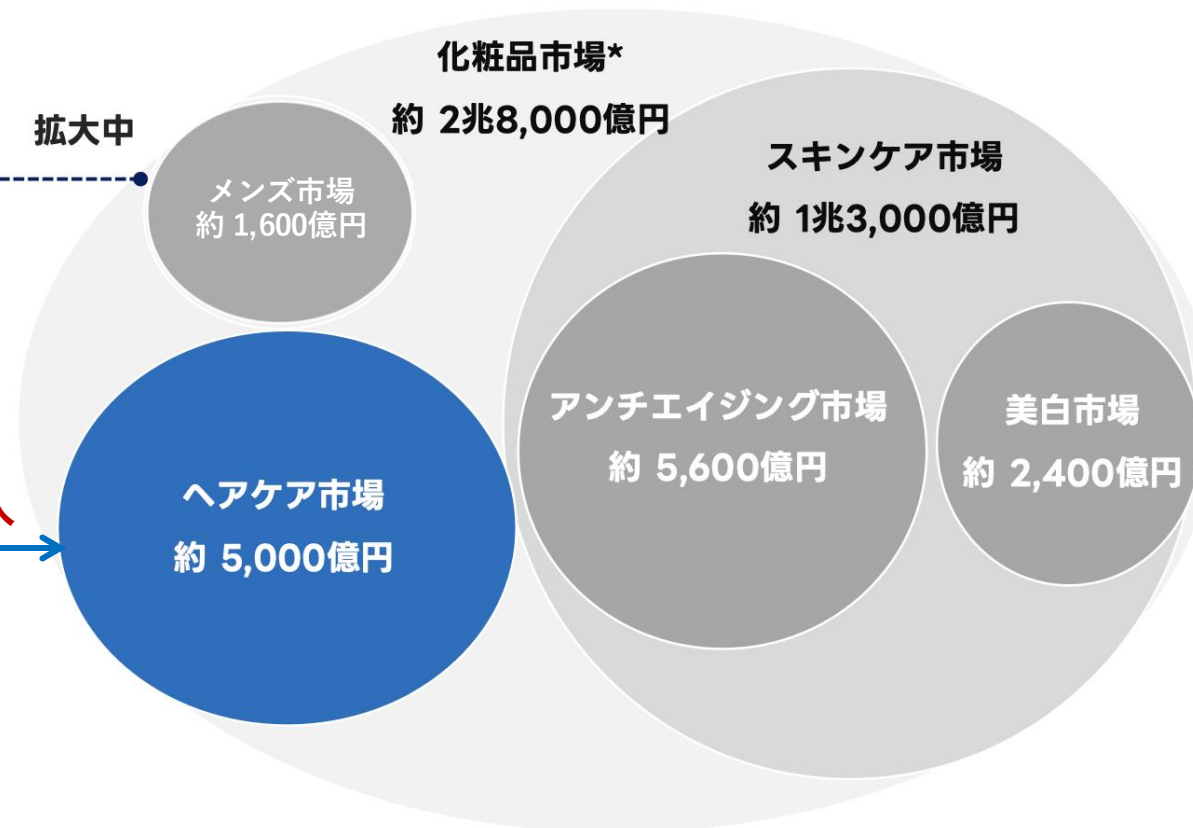 化粧品市場*
約 2兆8,000億円
拡大中
メンズ市場
約 1,600億円
スキンケア市場
約 1兆3,000億円
アンチエイジング市場
約 5,600億円
美白市場
約 2,400億円
ヘアケア市場
約 5,000億円